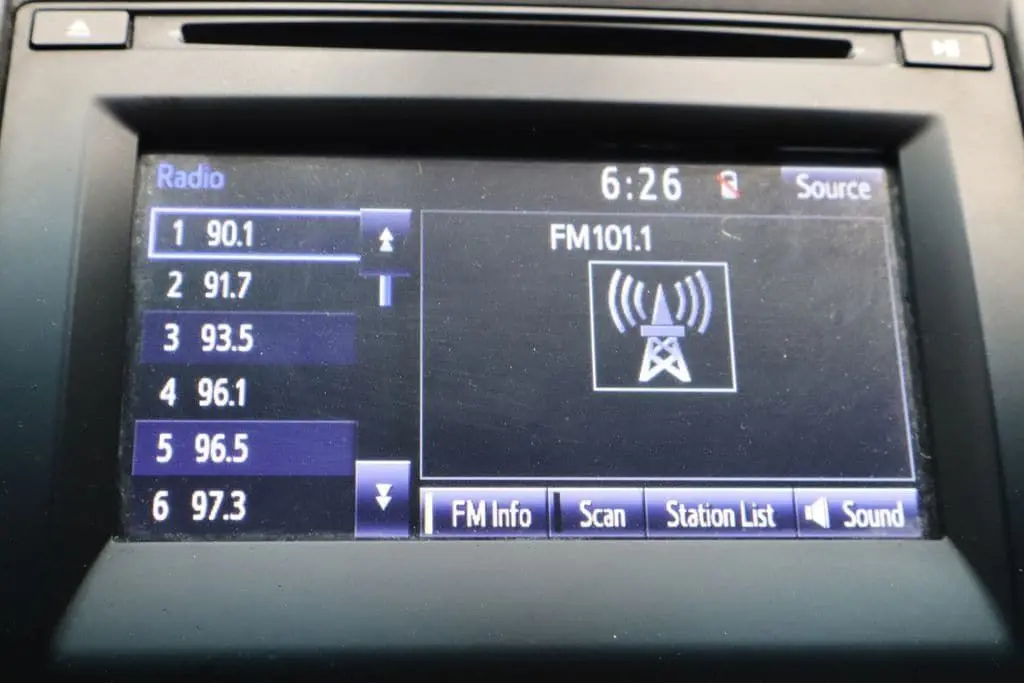 Radio
6:26
Source
1 90.1
2 91.7
3 93.5
4 96.1
5 96.5
6 97.3
FM101.1
FM Info
Scan
Station List
Sound